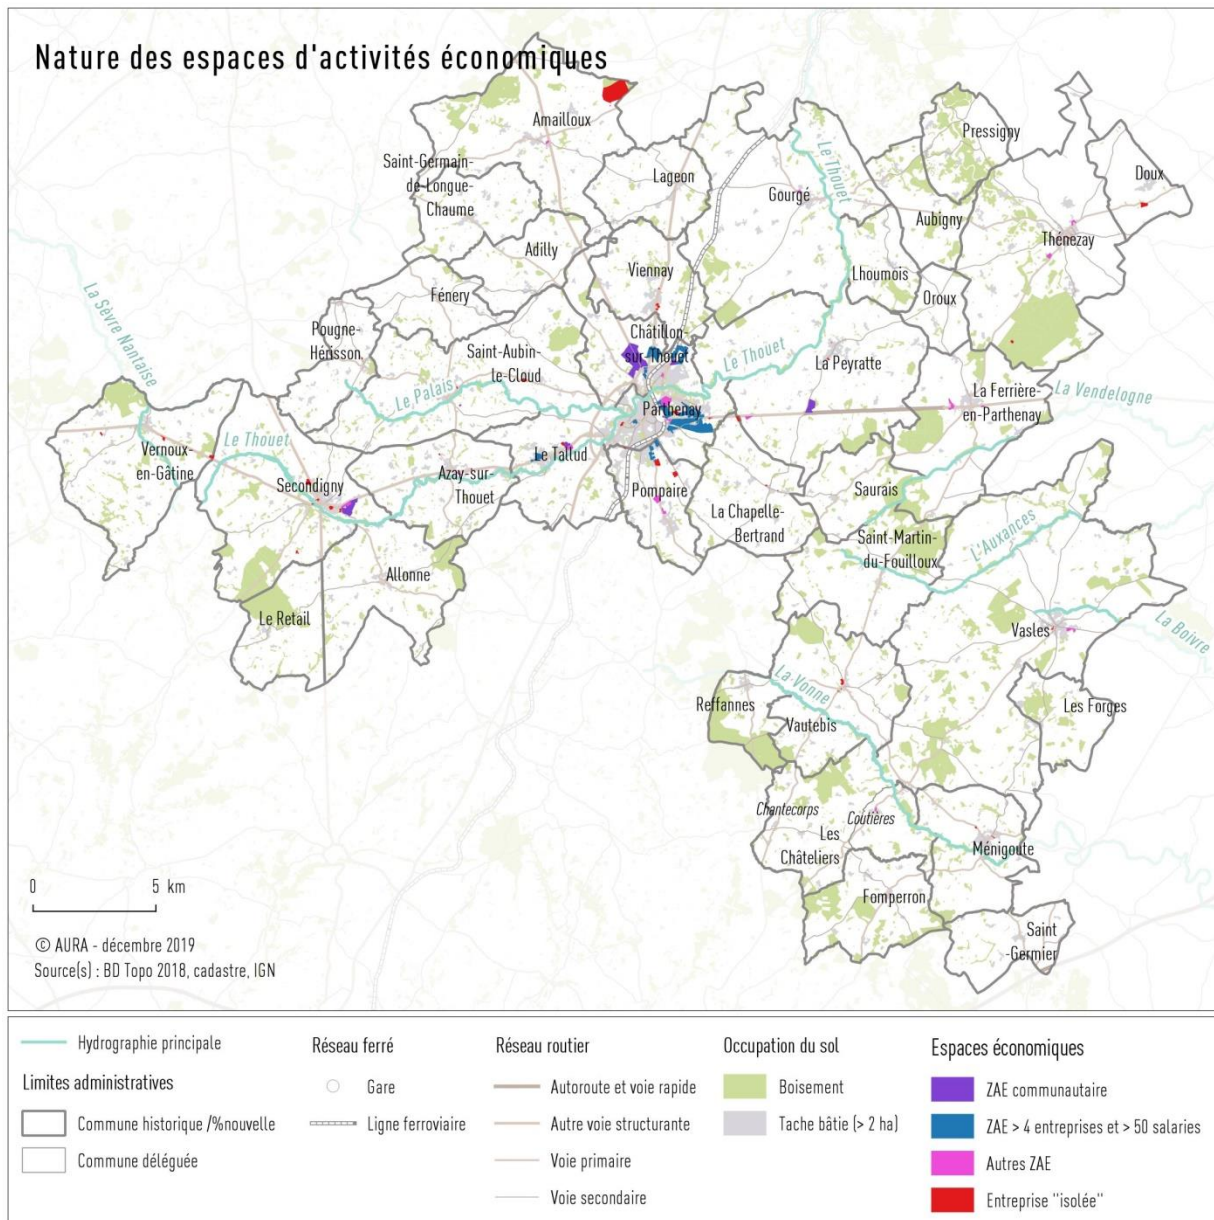 Nature des espaces d'activités économiques
Pressigny
Amailloux
Le Thouet
Saint-Germain-
de-Longue-
Chaume
Lageon
Gourgé
Doux
Aubigny
Thénezay
Adilly
Viennay
Lhoumois
La Sèvre Nantaise
Fénery
Oroux
Pougne-
Hérisson
Châtillon-
sur-Thouet
Saint-Aubin-
le-Cloud
Le Thouet
La Peyratte
Le Palais
Parthenay
La Ferrière-
en-Parthenay
La Vendelogne
Vernoux-
en-Gâtine
Le Thouet
Le Tallud
Secondigny
Azay-sur-
Thouet
Pompaire
Saurais
La Chapelle-
Bertrand
Saint-Martin-
du-Fouilloux
L'Auxances
Allonne
Le Retail
Vasles
La Boivre
La Vonne
Reffannes
Vautebis
Les Forges
Chantecorps
Coutières
Les
Châteliers
Ménigoute
Fomperron
Saint
-Germier
0 5 km
© AURA - décembre 2019
Source(s) : BD Topo 2018, cadastre, IGN
Hydrographie principale
Limites administratives
Commune historique /%nouvelle
Commune déléguée
Réseau ferré
Gare
Ligne ferroviaire
Réseau routier
Autoroute et voie rapide
Autre voie structurante
Voie primaire
Voie secondaire
Occupation du sol
Boisement
Tache bâtie (> 2 ha)
Espaces économiques
ZAE communautaire
ZAE > 4 entreprises et > 50 salaries
Autres ZAE
Entreprise "isolée"